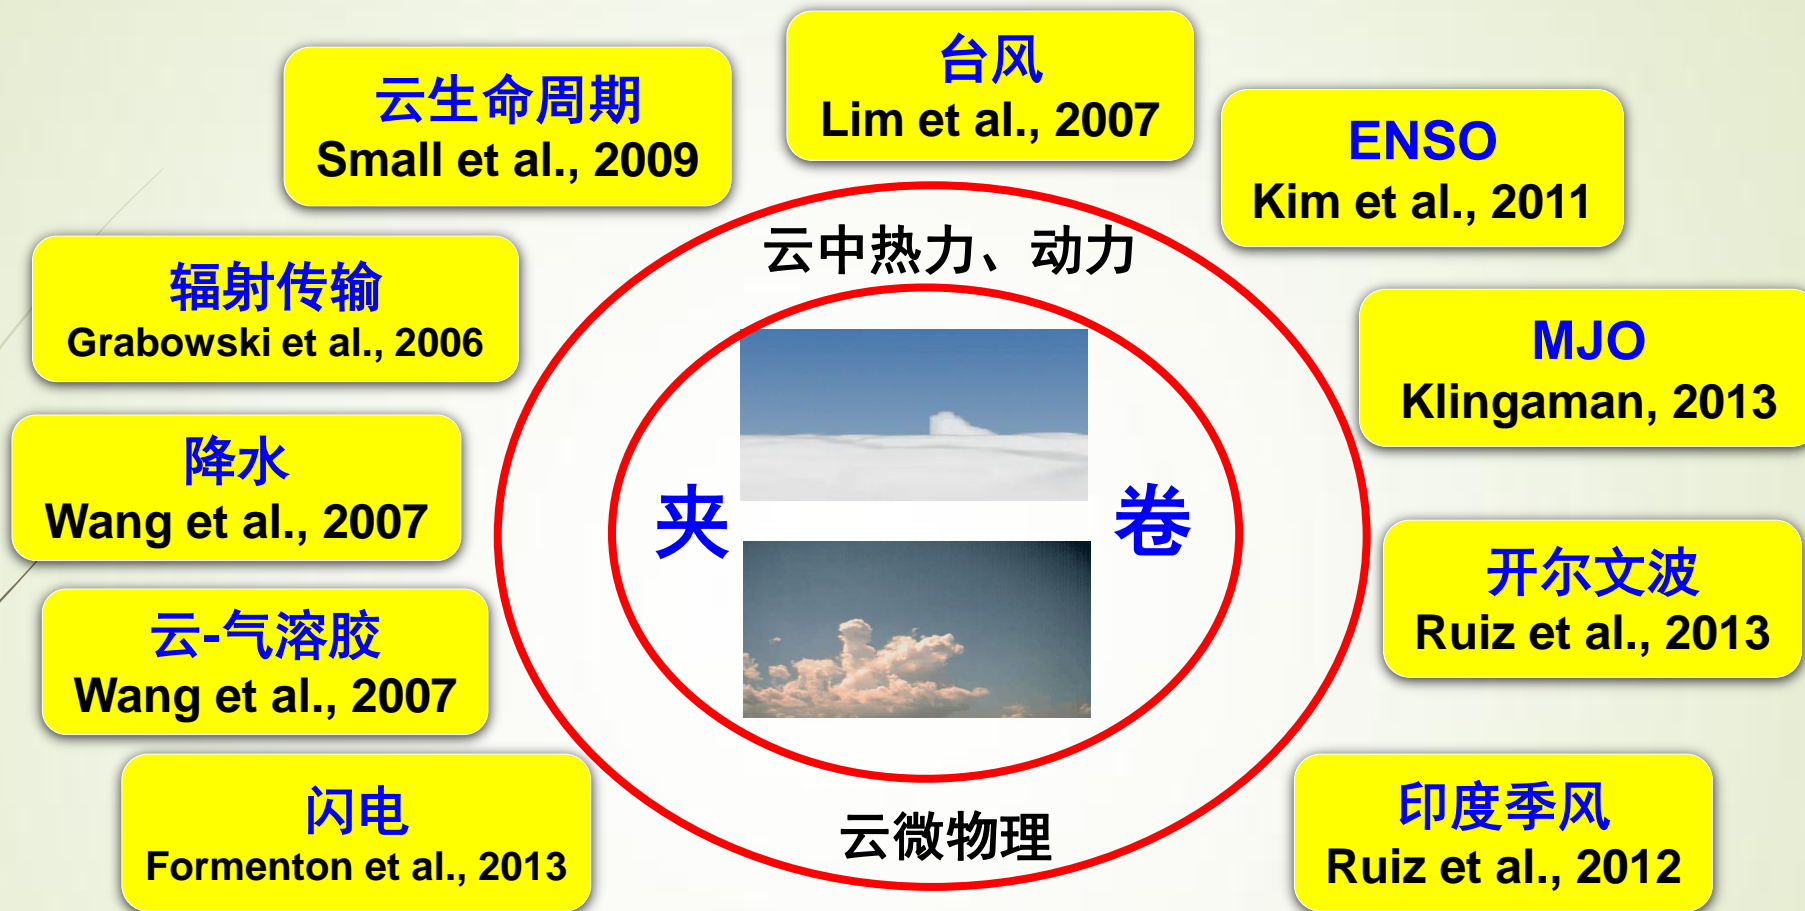 台风
Lim et al., 2007
云生命周期
Small et al., 2009
ENSO
Kim et al., 2011
云中热力、动力
辐射传输
Grabowski et al., 2006
MJO
Klingaman, 2013
降水
Wang et al., 2007
夹 卷
开尔文波
Ruiz et al., 2013
云-气溶胶
Wang et al., 2007
闪电
Formenton et al., 2013
云微物理
印度季风
Ruiz et al., 2012